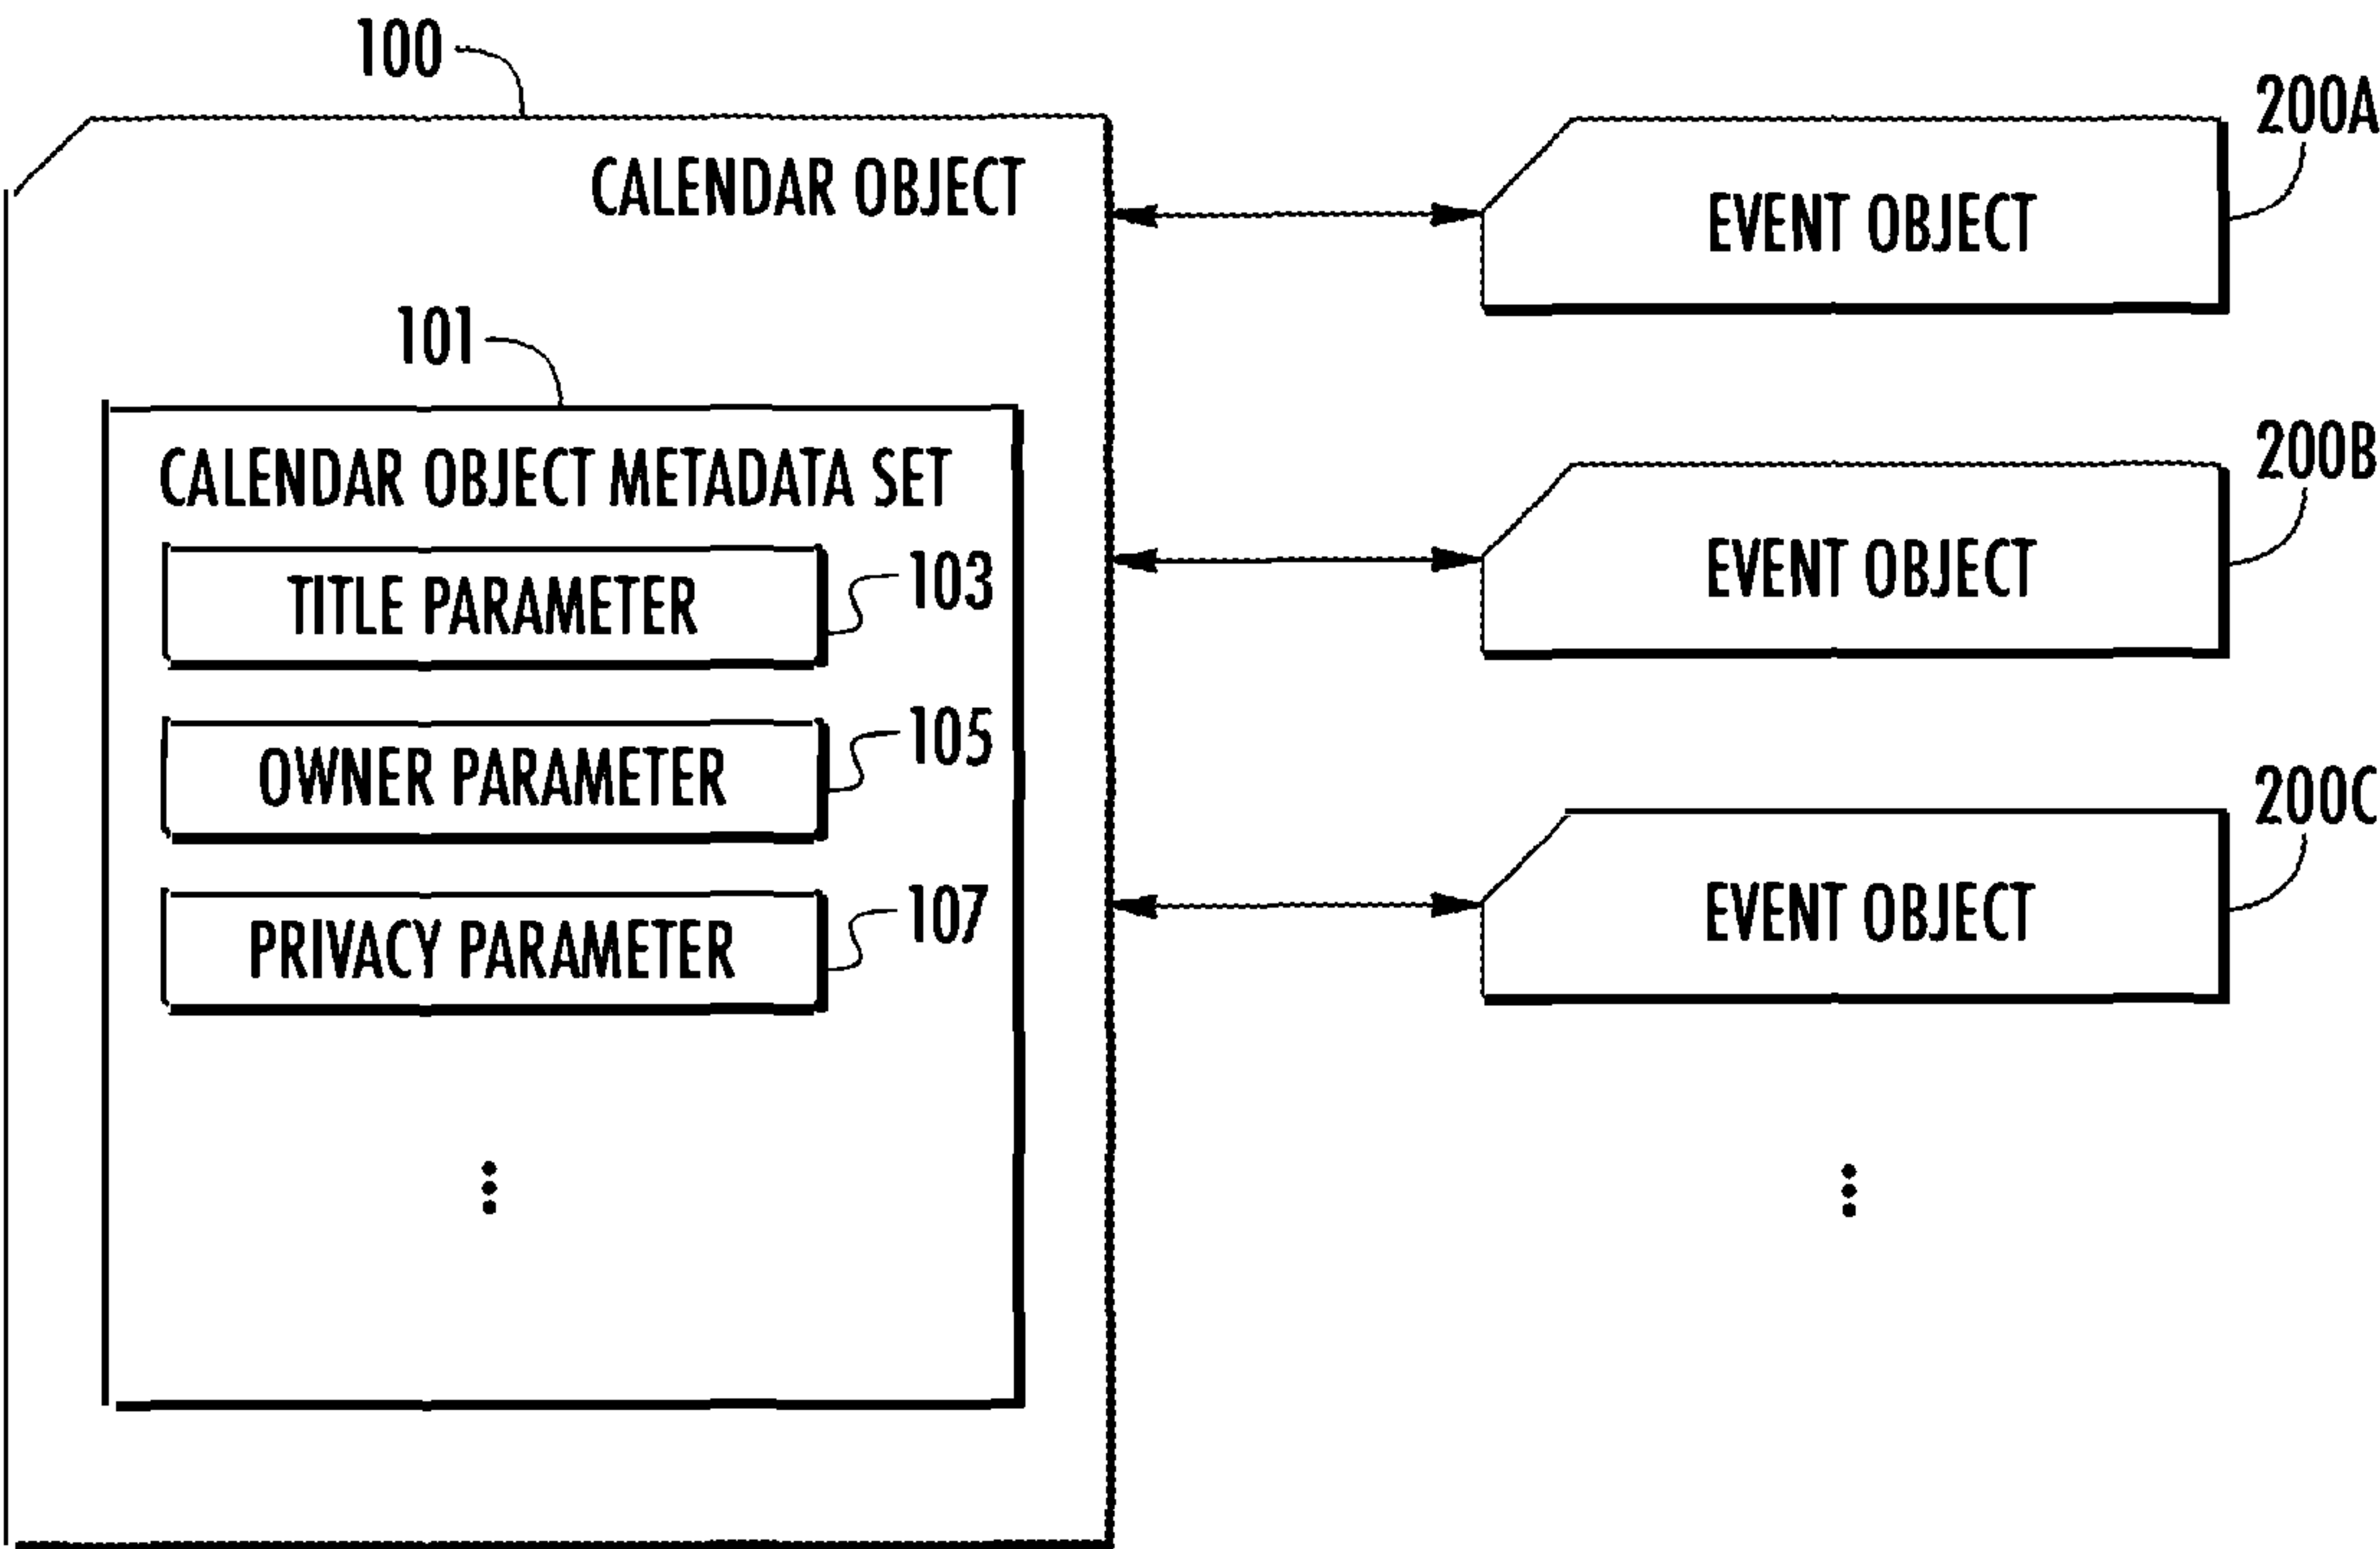 100
CALENDAR OBJECT
101
CALENDAR OBJECT METADATA SET
TITLE PARAMETER
103
OWNER PARAMETER
105
PRIVACY PARAMETER
107
EVENT OBJECT
200A
EVENT OBJECT
200B
EVENT OBJECT
200C